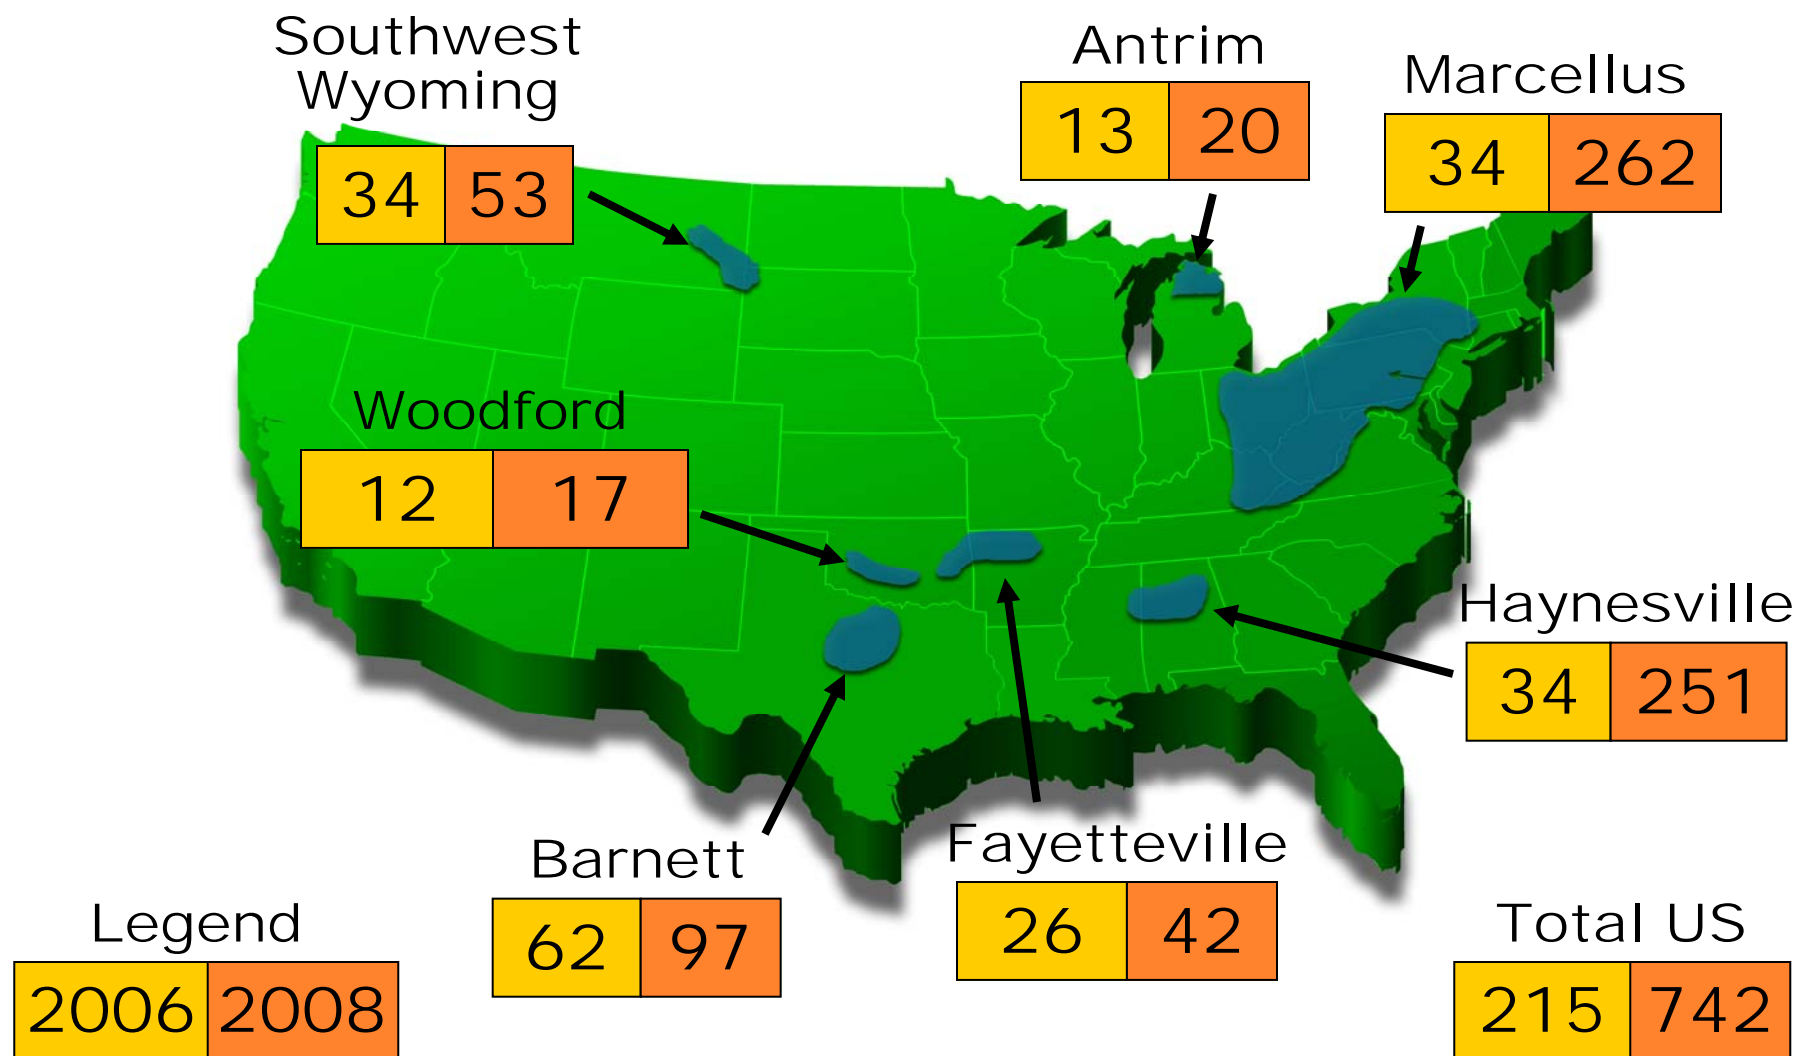 Southwest
Wyoming
34 53
Antrim
13 20
Marcellus
34 262
Woodford
12 17
Haynesville
34 251
Barnett
62 97
Fayetteville
26 42
Legend
2006 2008
Total US
215 742